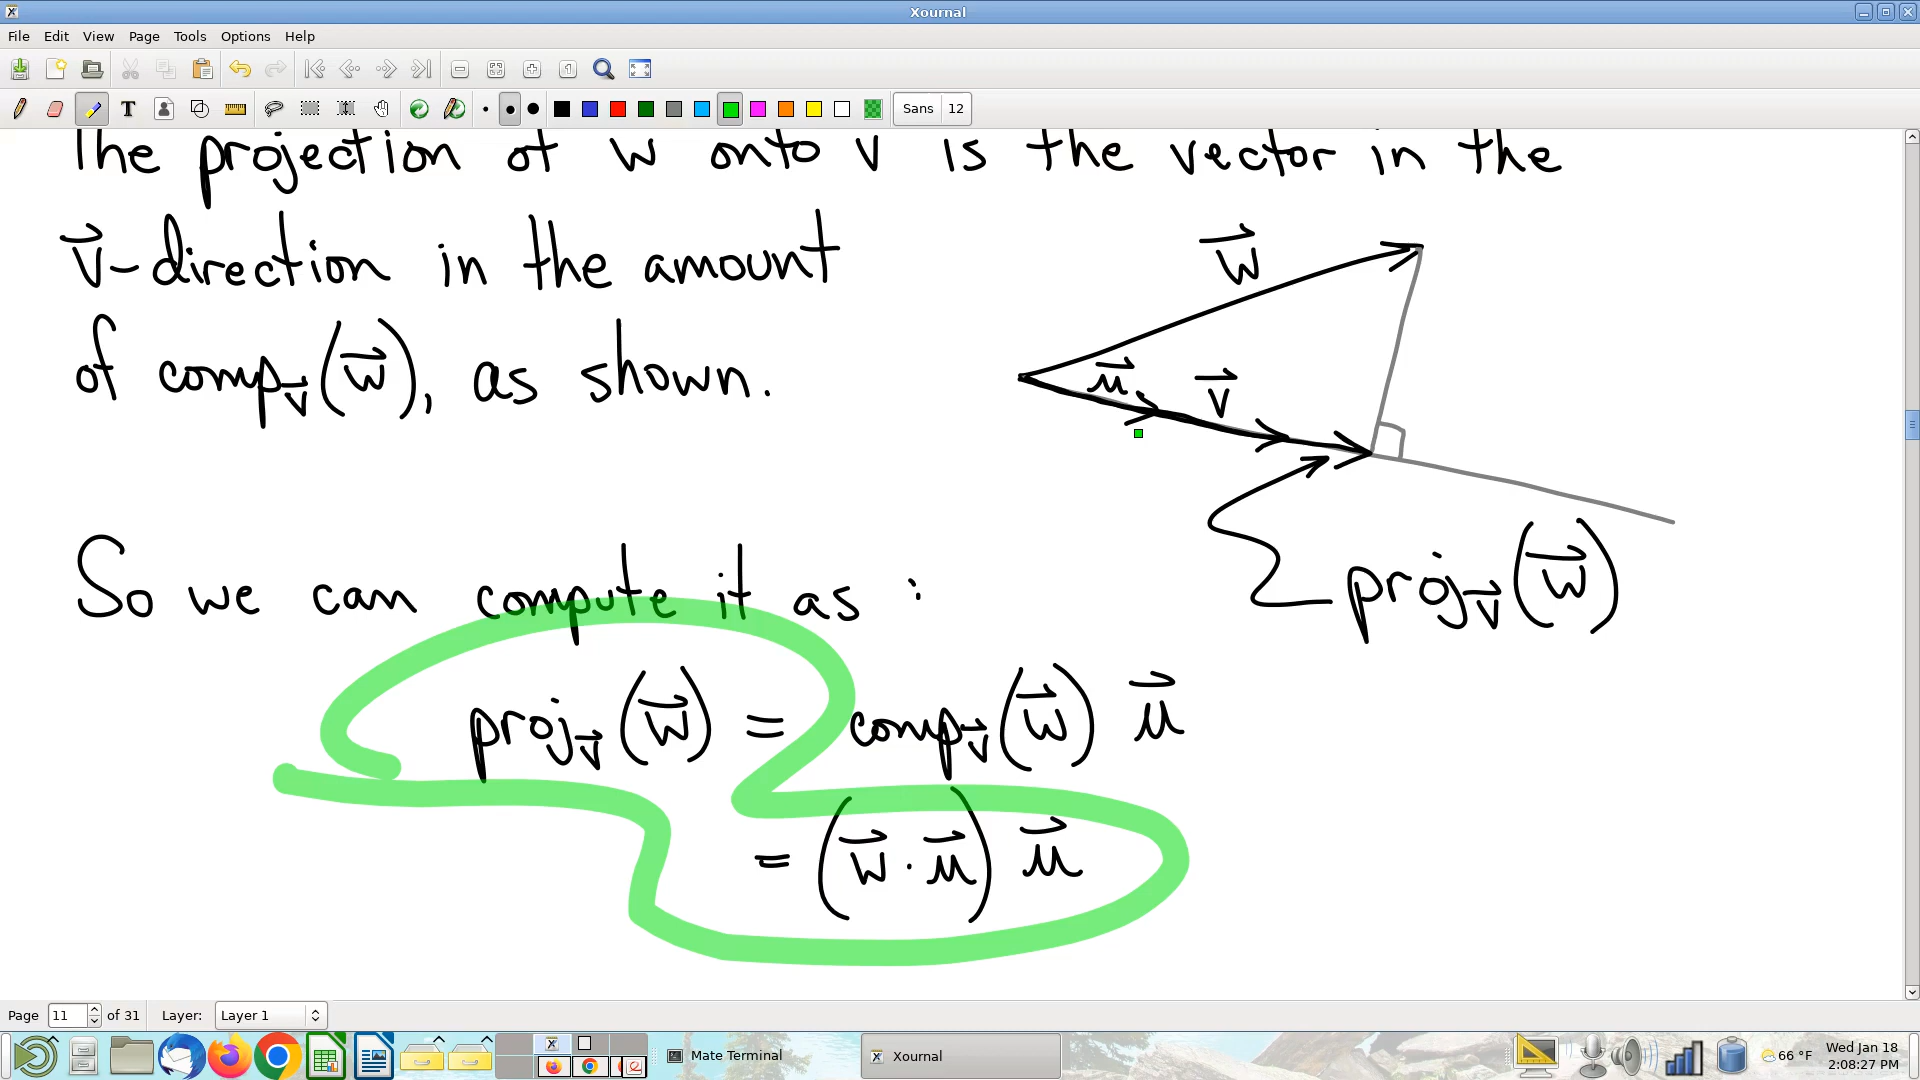 Xournal
File Edit View Page Tools Options Help
Sans 12
The projection of w onto v is the vector in the
v⃗-direction in the amount
of comp_v⃗(w⃗), as shown.
w⃗
u⃗
v⃗
proj_v⃗(w⃗)
So we can compute it as :
proj_v⃗(w⃗) = comp_v⃗(w⃗) u⃗
= (w⃗ · u⃗) u⃗
Page 11 of 31 Layer: Layer 1
Mate Terminal
Xournal
66 °F
Wed Jan 18
2:08:27 PM